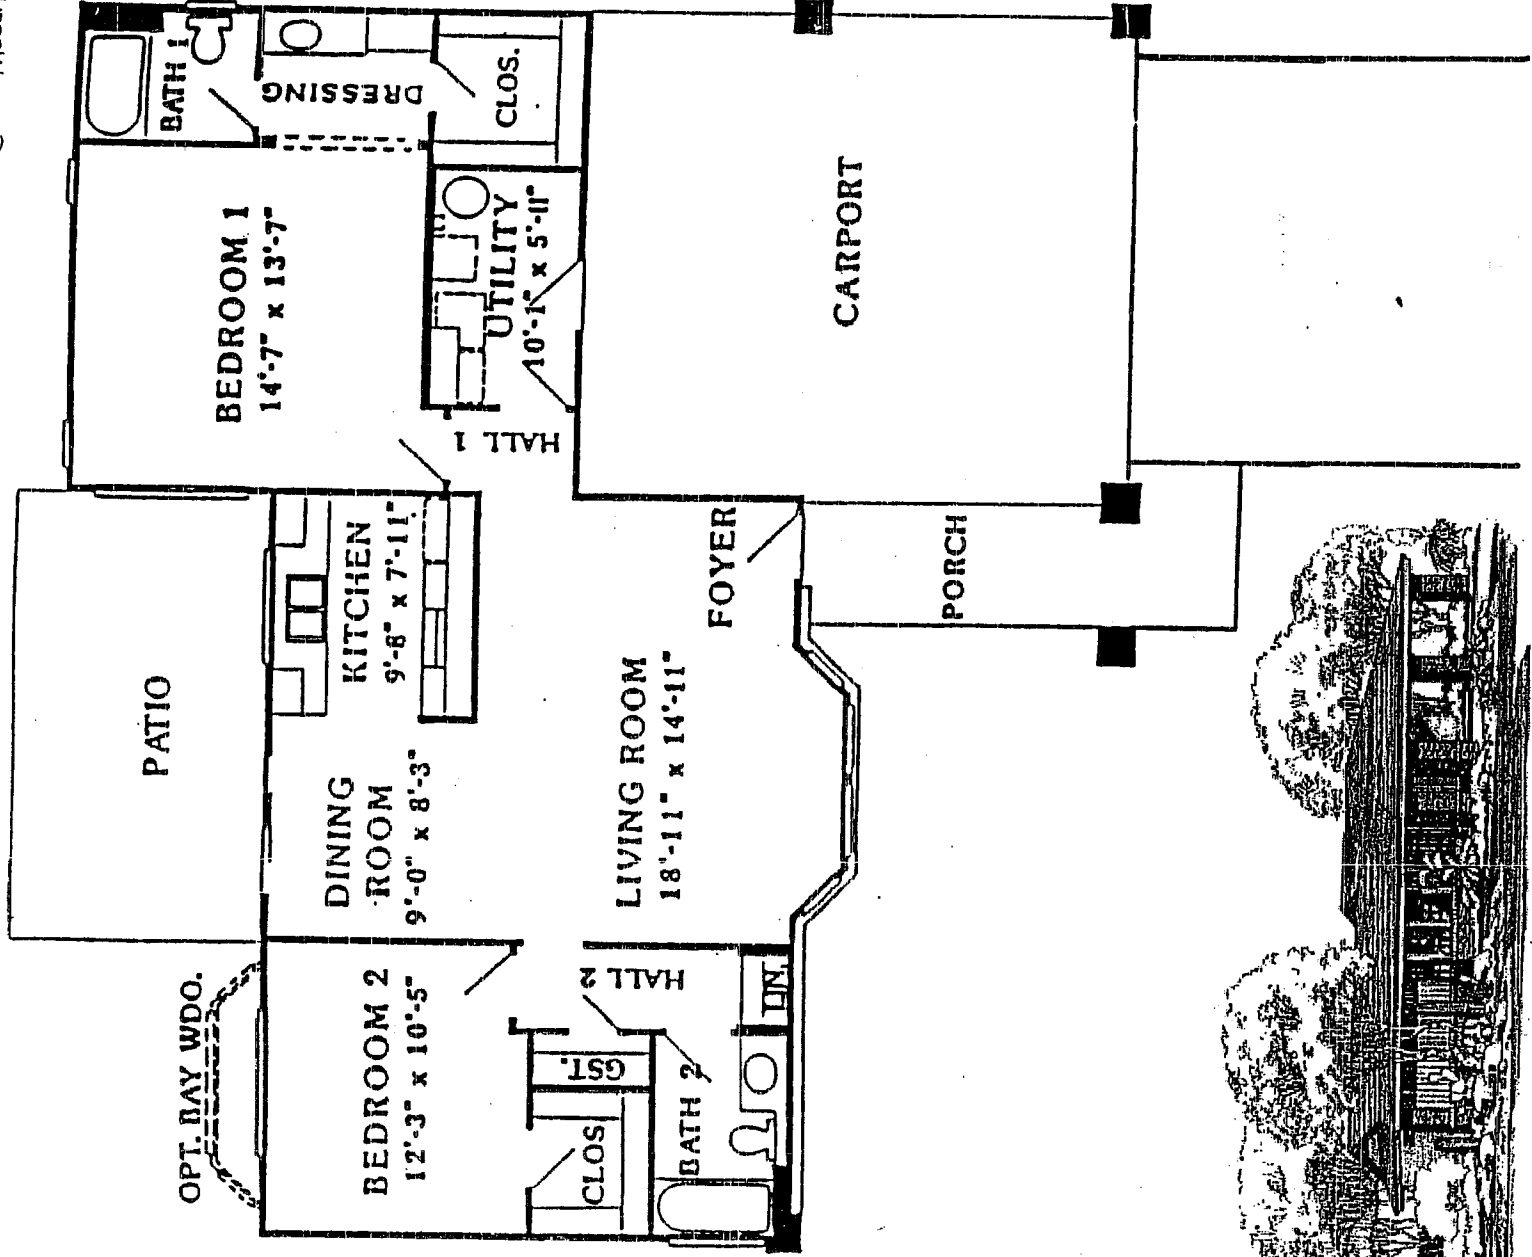 BATH 1
DRESSING
CLOS.
BEDROOM 1
14'-7" x 13'-7"
UTILITY
10'-1" x 5'-11"
HALL 1
CARPORT
PATIO
KITCHEN
9'-8" x 7'-11"
FOYER
PORCH
DINING
ROOM
9'-0" x 8'-3"
LIVING ROOM
18'-11" x 14'-11"
OPT. BAY WDO.
BEDROOM 2
12'-3" x 10'-5"
HALL 2
LIN.
GST.
CLOS.
BATH 2